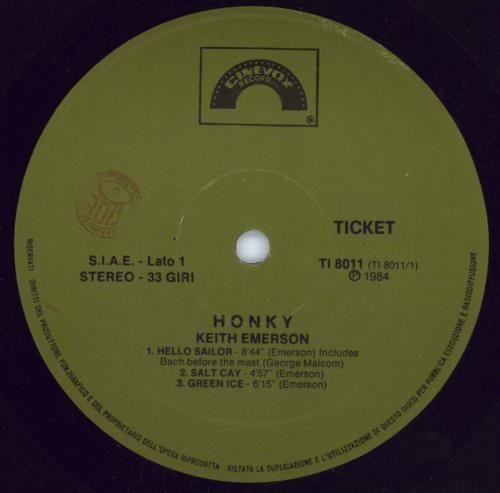 CINEVOX
RECORD
TICKET
S.I.A.E. - Lato 1
STEREO - 33 GIRI
TI 8011 (TI 8011/1)
℗ 1984
HONKY
KEITH EMERSON
1. HELLO SAILOR - 8'44" (Emerson) Includes
Bach before the mast (George Malcom)
2. SALT CAY - 4'57" (Emerson)
3. GREEN ICE - 6'15" (Emerson)
RISERVATI I DIRITTI DEL PRODUTTORE FONOGRAFICO E DEL PROPRIETARIO DELL'OPERA RIPRODOTTA VIETATA LA DUPLICAZIONE E L'UTILIZZAZIONE DI QUESTO DISCO PER PUBBLICA ESECUZIONE E RADIODIFFUSIONE